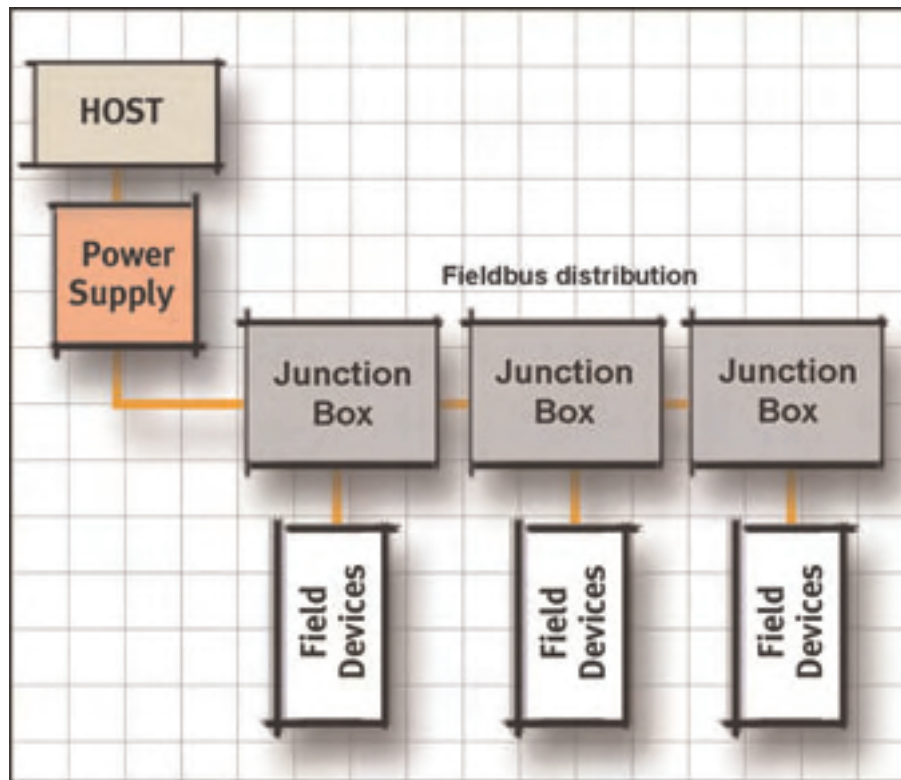 HOST
Power
Supply
Fieldbus distribution
Junction
Box
Junction
Box
Junction
Box
Field
Devices
Field
Devices
Field
Devices